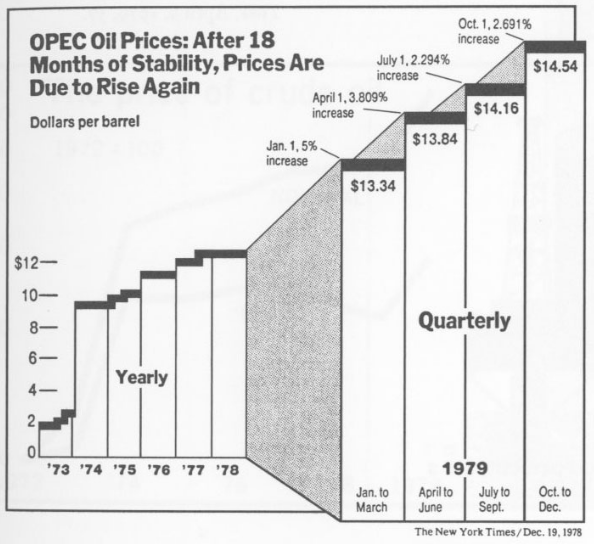 OPEC Oil Prices: After 18
Months of Stability, Prices Are
Due to Rise Again
Dollars per barrel
Oct. 1, 2.691%
increase
July 1, 2.294%
increase
April 1, 3.809%
increase
Jan. 1, 5%
increase
$14.54
$14.16
$13.84
$13.34
$12
10
8
6
4
2
0
Yearly
Quarterly
'73 '74 '75 '76 '77 '78
1979
Jan. to
March
April to
June
July to
Sept.
Oct. to
Dec.
The New York Times/Dec. 19, 1978